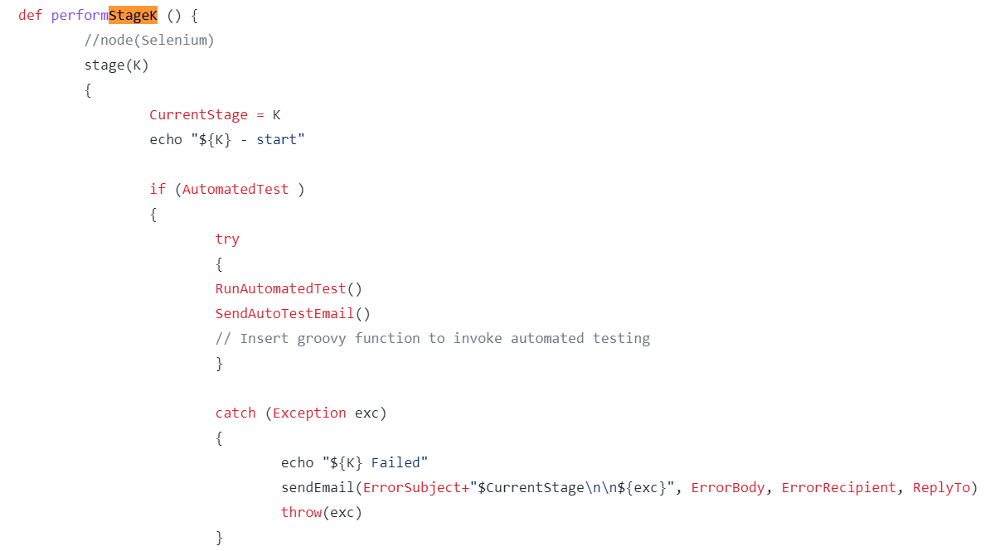 def performStageK () {
//node(Selenium)
stage(K)
{
CurrentStage = K
echo "${K} - start"
if (AutomatedTest )
{
try
{
RunAutomatedTest()
SendAutoTestEmail()
// Insert groovy function to invoke automated testing
}
catch (Exception exc)
{
echo "${K} Failed"
sendEmail(ErrorSubject+"$CurrentStage\n\n${exc}", ErrorBody, ErrorRecipient, ReplyTo)
throw(exc)
}